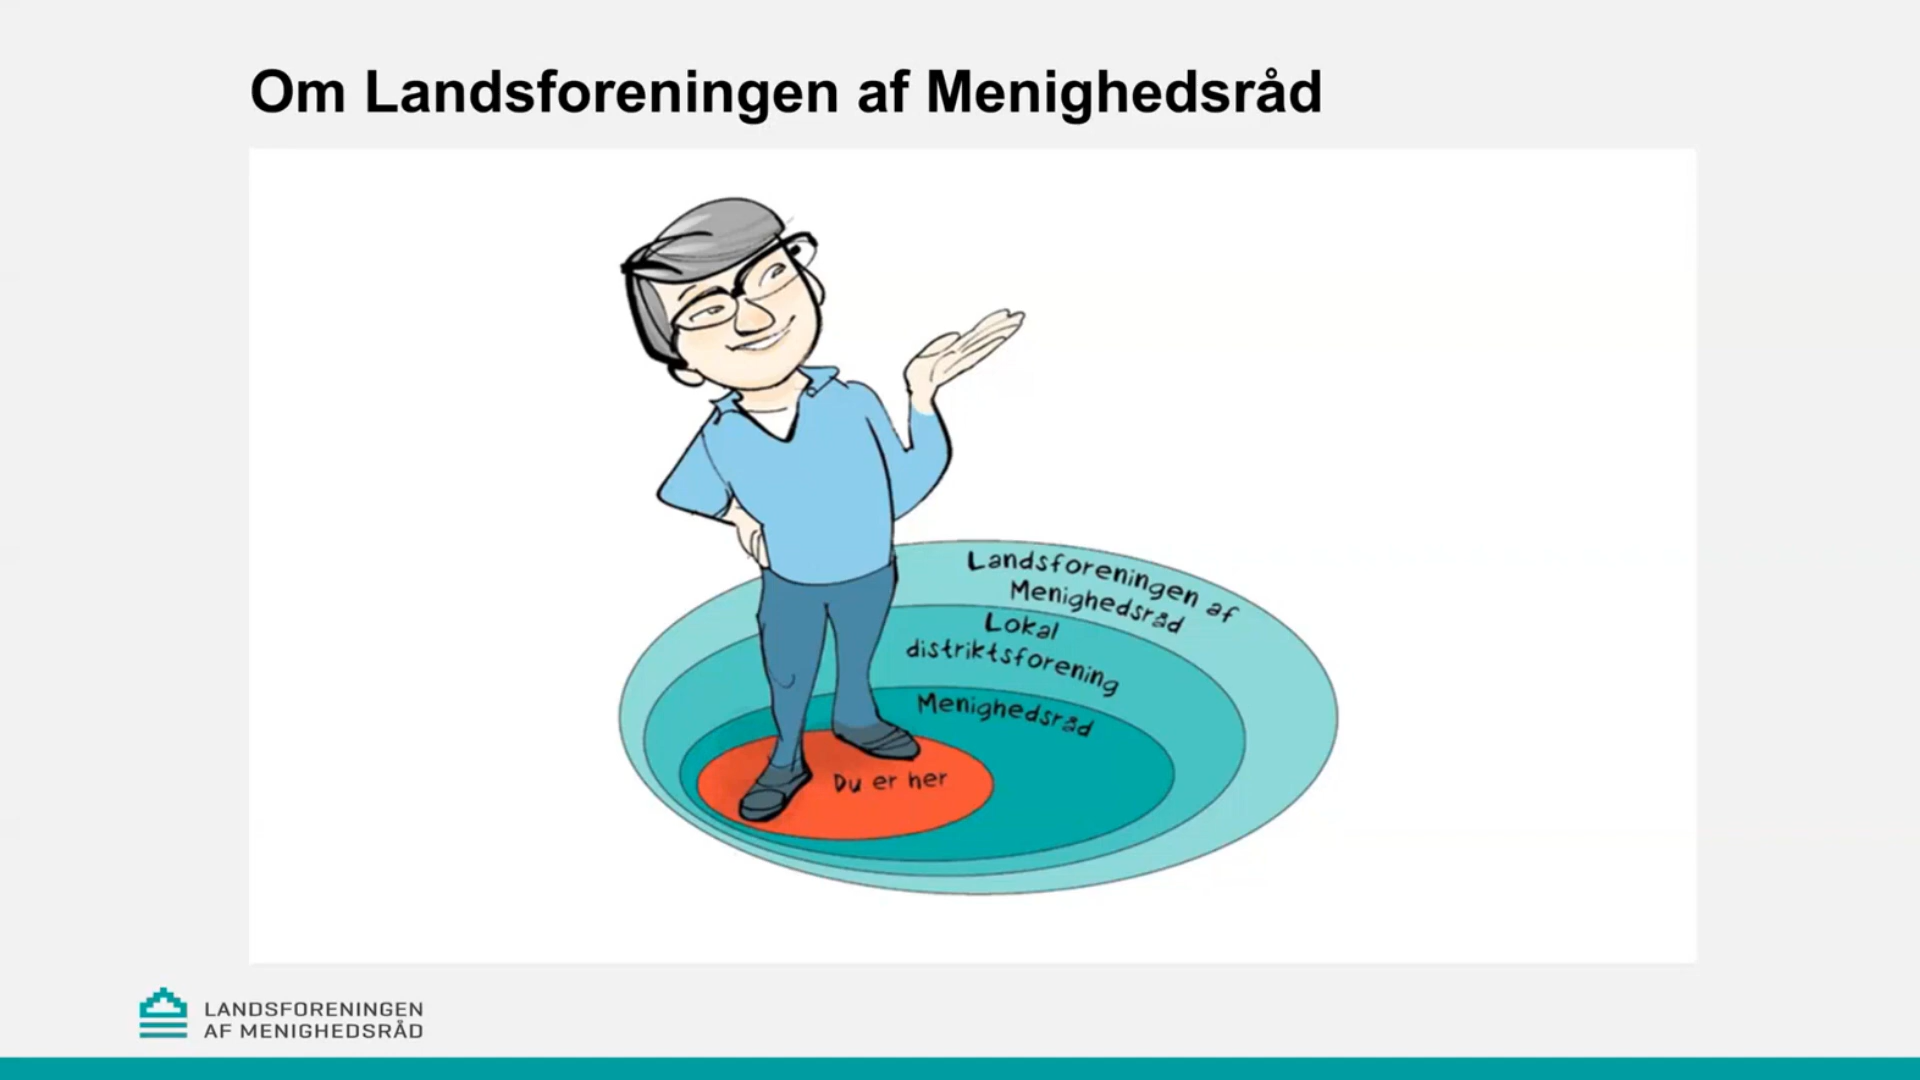 Om Landsforeningen af Menighedsråd
Landsforeningen af
Menighedsråd
Lokal
distriktsforening
Menighedsråd
Du er her
LANDSFORENINGEN
AF MENIGHEDSRÅD